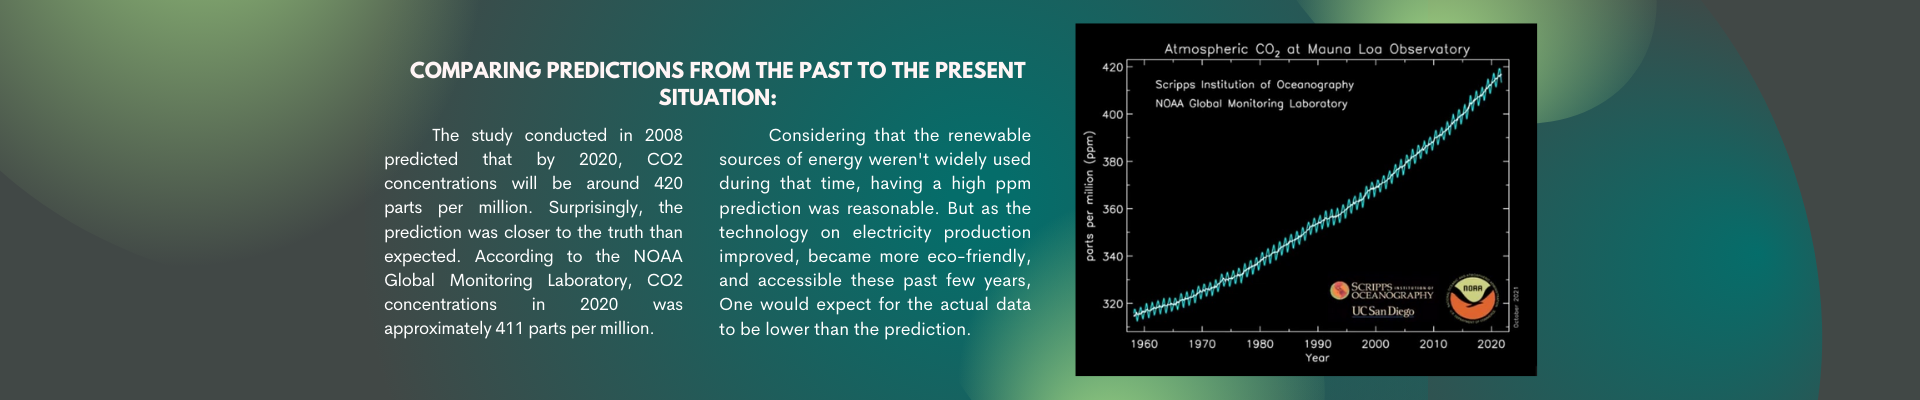 COMPARING PREDICTIONS FROM THE PAST TO THE PRESENT
SITUATION:
The study conducted in 2008
predicted that by 2020, CO2
concentrations will be around 420
parts per million. Surprisingly, the
prediction was closer to the truth than
expected. According to the NOAA
Global Monitoring Laboratory, CO2
concentrations in 2020 was
approximately 411 parts per million.
Considering that the renewable
sources of energy weren't widely used
during that time, having a high ppm
prediction was reasonable. But as the
technology on electricity production
improved, became more eco-friendly,
and accessible these past few years,
One would expect for the actual data
to be lower than the prediction.
Atmospheric CO₂ at Mauna Loa Observatory
Scripps Institution of Oceanography
NOAA Global Monitoring Laboratory
parts per million (ppm)
420
400
380
360
340
320
SCRIPPS INSTITUTION OF
OCEANOGRAPHY
UC San Diego
NOAA
October 2021
1960 1970 1980 1990 2000 2010 2020
Year